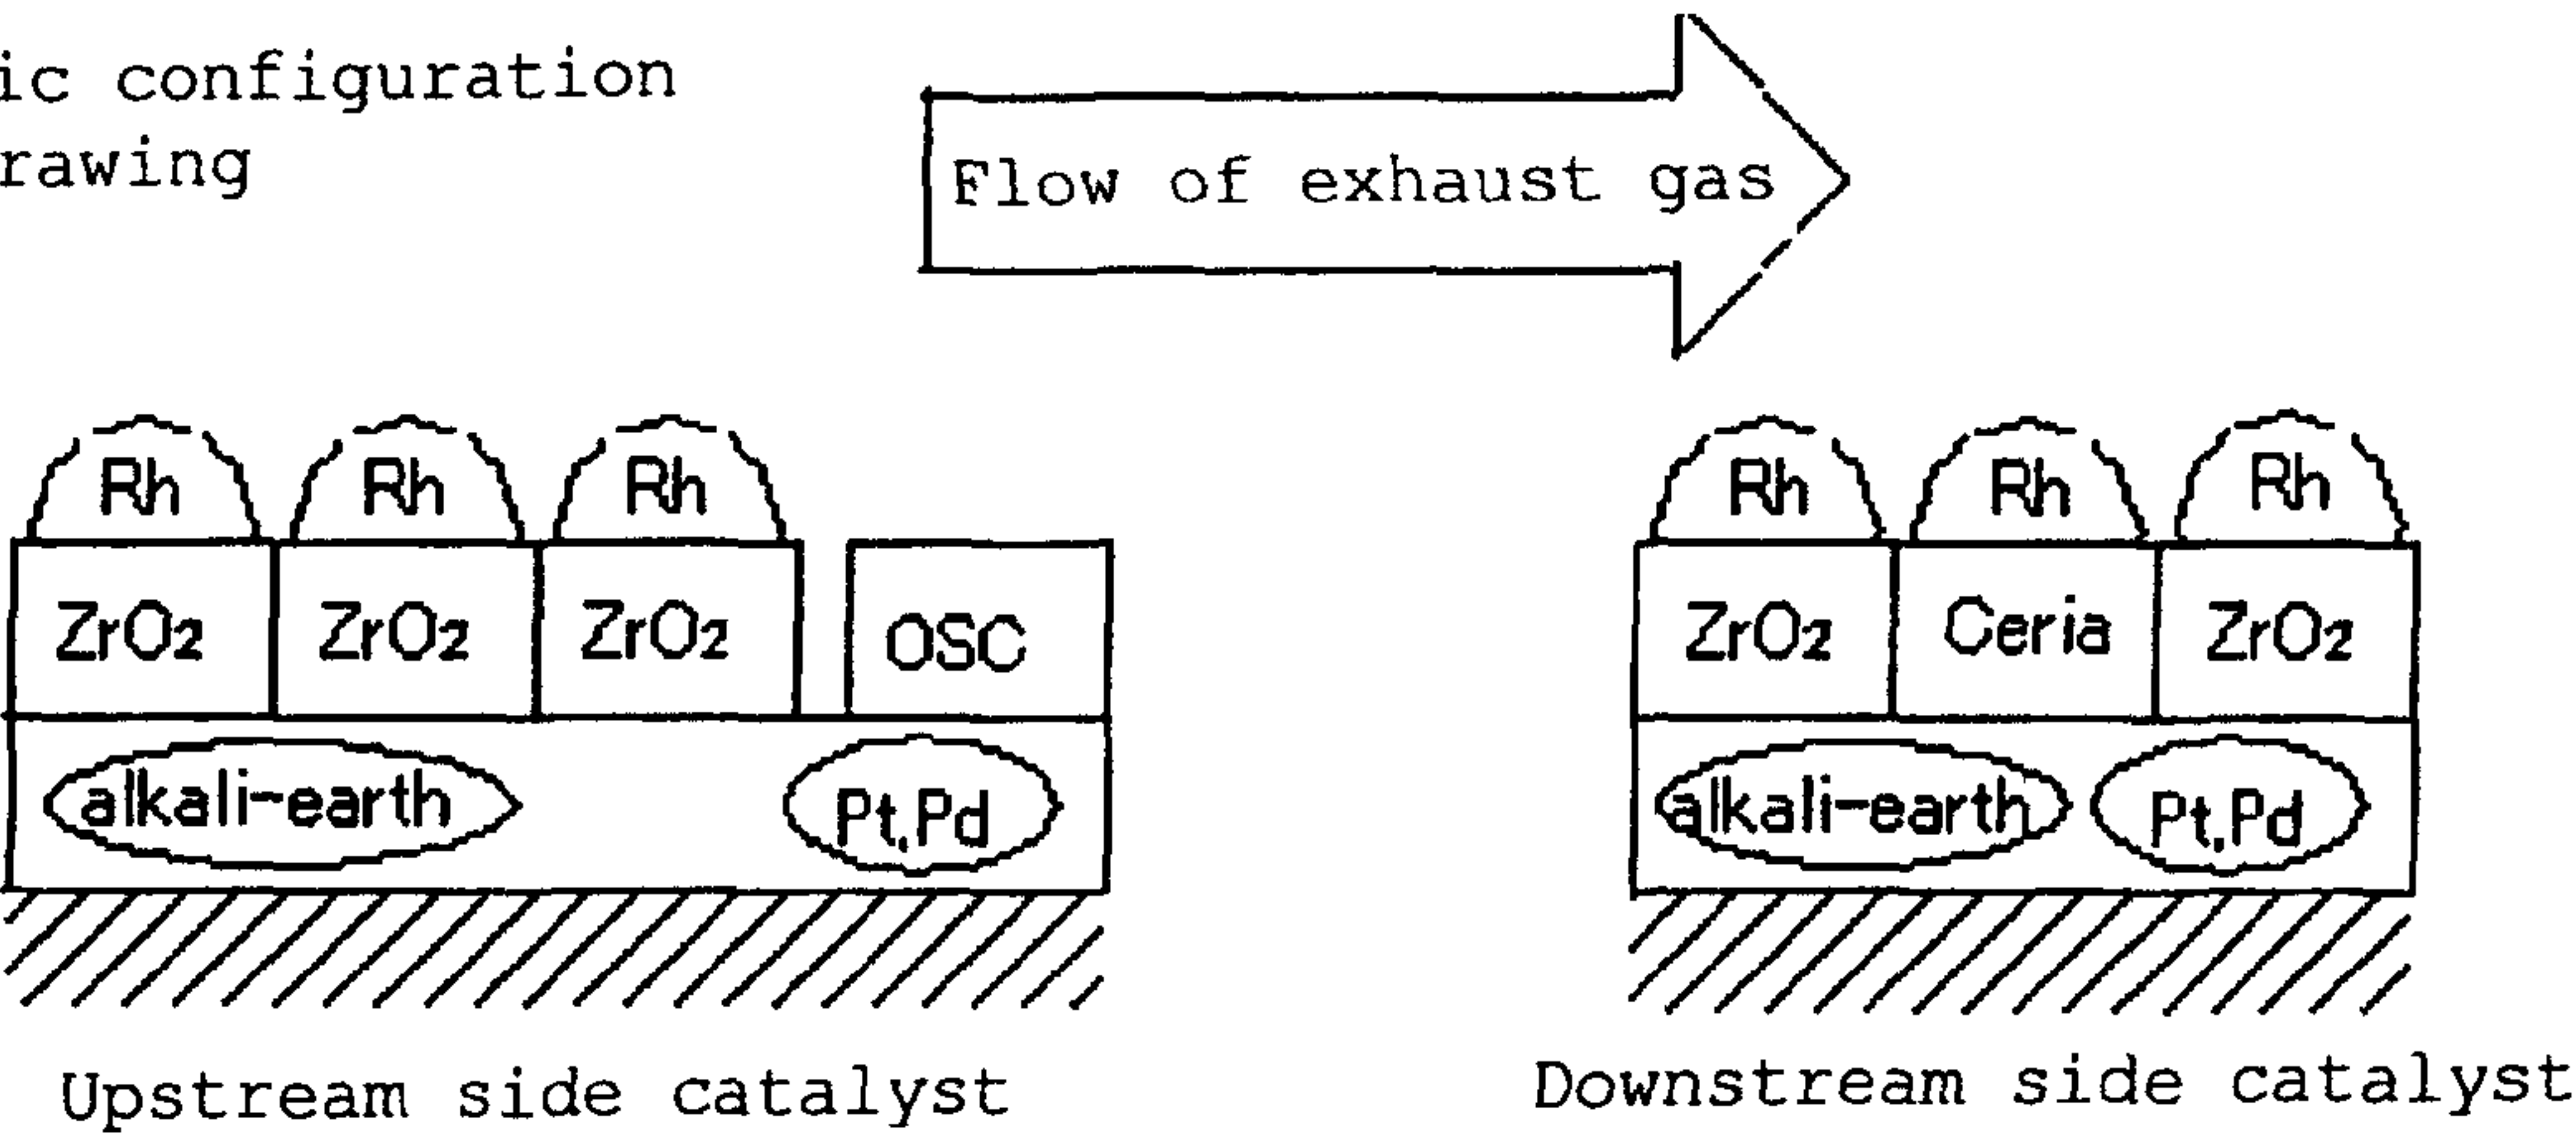 ic configuration
rawing
Flow of exhaust gas
Rh Rh Rh Rh Rh Rh
ZrO2 ZrO2 ZrO2 OSC ZrO2 Ceria ZrO2
alkali-earth Pt,Pd alkali-earth Pt,Pd
Upstream side catalyst Downstream side catalyst